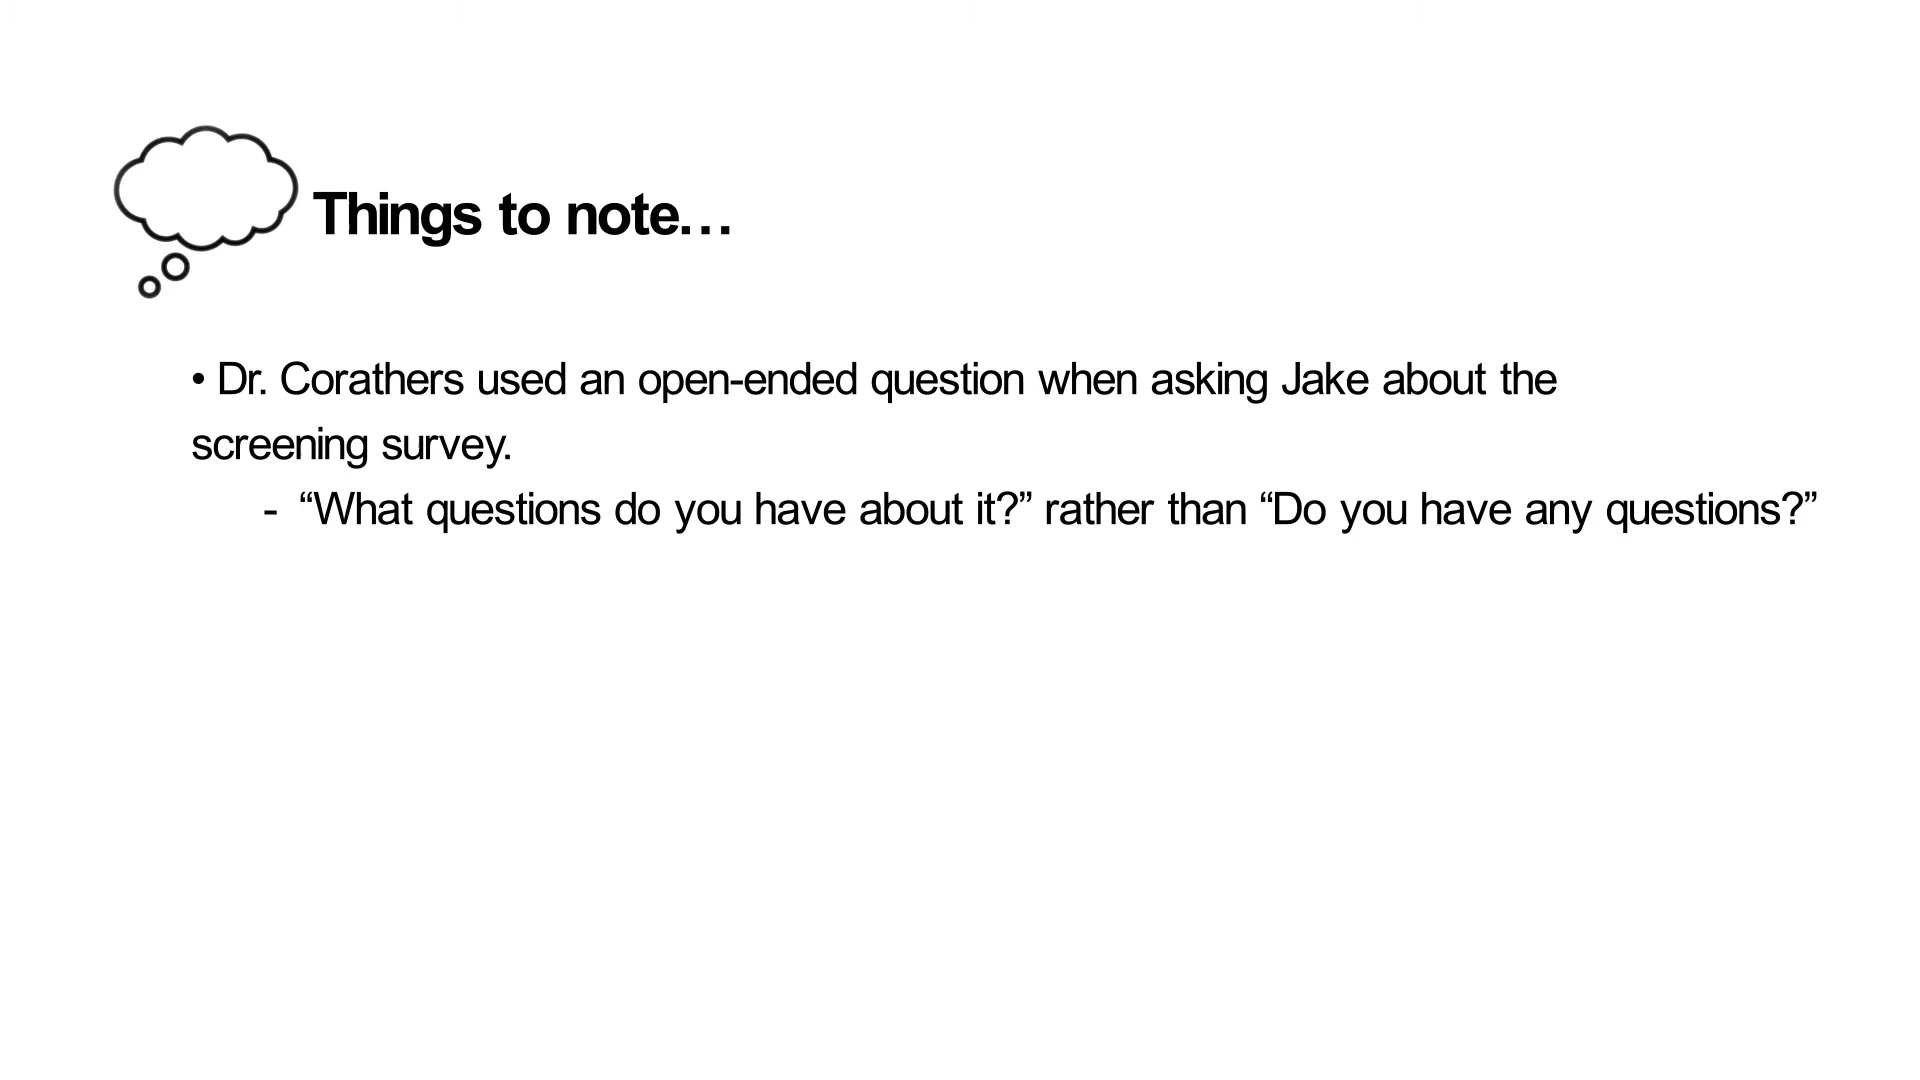 Things to note…
• Dr. Corathers used an open-ended question when asking Jake about the
screening survey.
- “What questions do you have about it?” rather than “Do you have any questions?”